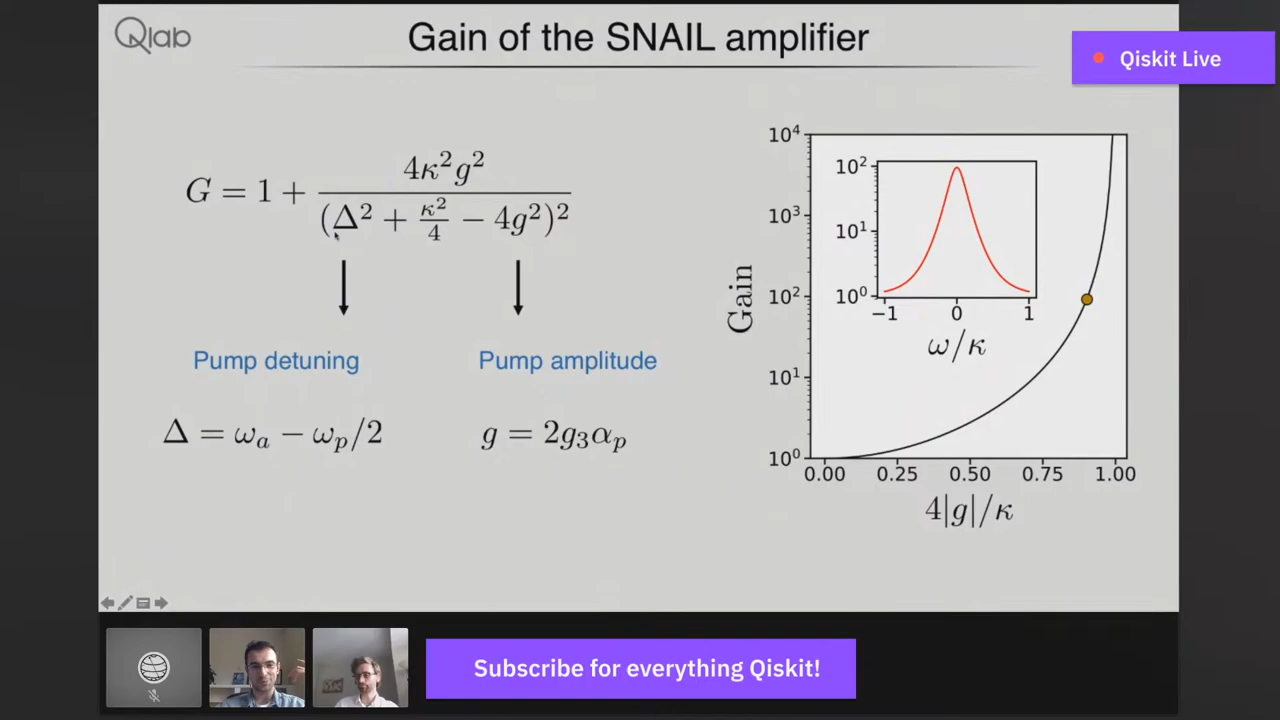 Qlab
Gain of the SNAIL amplifier
Qiskit Live
G = 1 + 4κ²g² / (Δ² + κ²/4 − 4g²)²
Pump detuning
Pump amplitude
Δ = ωₐ − ωₚ/2
g = 2g₃αₚ
10⁴
10³
10²
10¹
10⁰
Gain
10²
10¹
10⁰
−1 0 1
ω/κ
0.00 0.25 0.50 0.75 1.00
4|g|/κ
Subscribe for everything Qiskit!